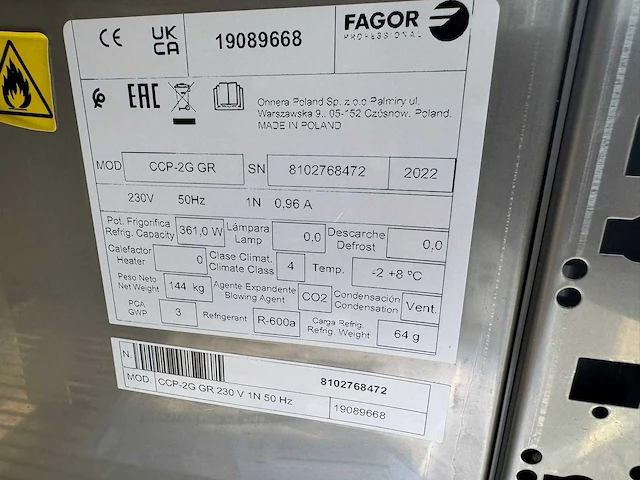 CE UKCA 19089668 FAGOR
PROFESSIONAL
EAC Onnera Poland Sp. z.o.o Palmiry ul.
Warszawska 9., 05-152 Czosnów, Poland.
MADE IN POLAND
MOD CCP-2G GR SN 8102768472 2022
230V 50Hz 1N 0,96 A
Pot. Frigorifica
Refrig. Capacity 361,0 W Lámpara
Lamp 0.0 Descarche
Defrost 0,0
Calefactor
Heater 0 Clase Climat.
Climate Class 4 Temp. -2 +8 °C
Peso Neto
Net Weight 144 kg Agente Expandente
Blowing Agent CO2 Condensación
Condensation Vent.
PCA
GWP 3 Refrigerant R-600a Carga Refrig.
Refrig. Weight 64 g
N. 8102768472
MOD. CCP-2G GR 230 V 1N 50 Hz 19089668